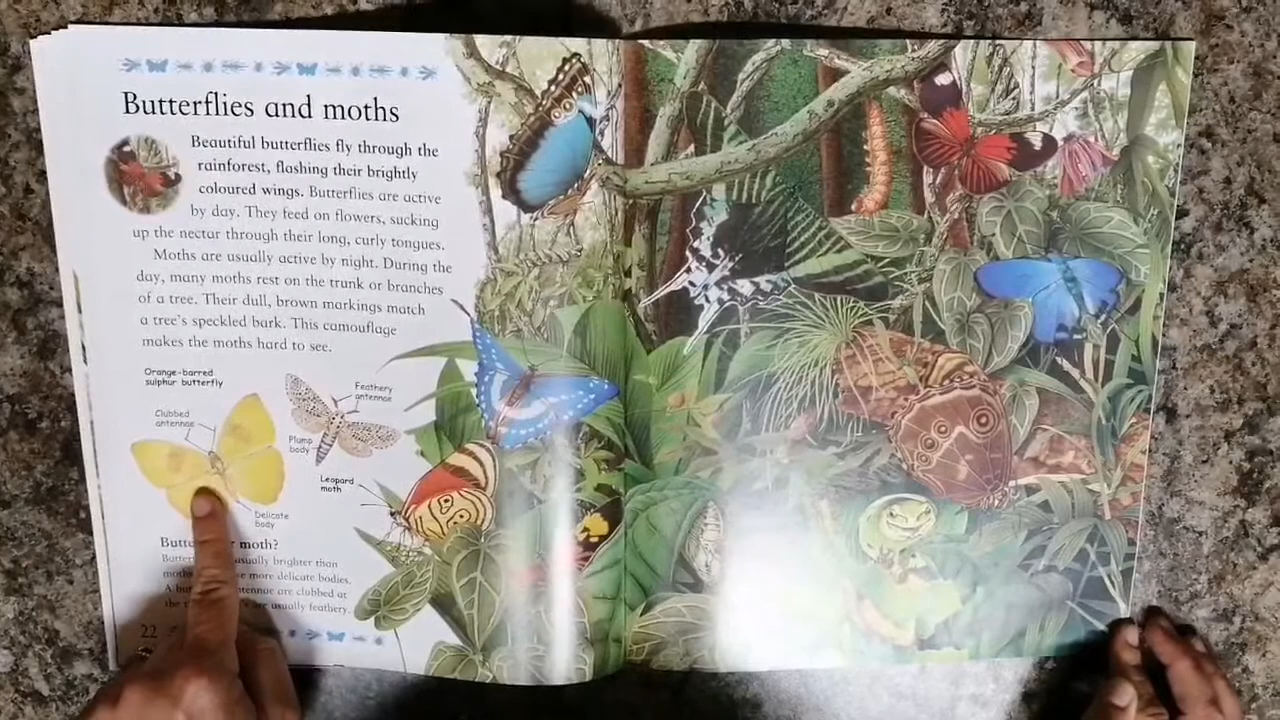 Butterflies and moths
Beautiful butterflies fly through the
rainforest, flashing their brightly
coloured wings. Butterflies are active
by day. They feed on flowers, sucking
up the nectar through their long, curly tongues.
Moths are usually active by night. During the
day, many moths rest on the trunk or branches
of a tree. Their dull, brown markings match
a tree's speckled bark. This camouflage
makes the moths hard to see.
Orange-barred
sulphur butterfly
Clubbed
antennae
Delicate
body
Feathery
antennae
Plump
body
Leopard
moth
moth?
usually brighter than
more delicate bodies.
are clubbed at
are usually feathery.
22